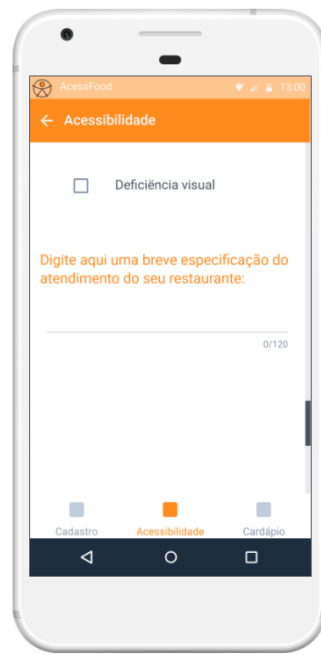 AcessFood 13:00
Acessibilidade
Deficiência visual
Digite aqui uma breve especificação do
atendimento do seu restaurante:
0/120
Cadastro Acessibilidade Cardápio